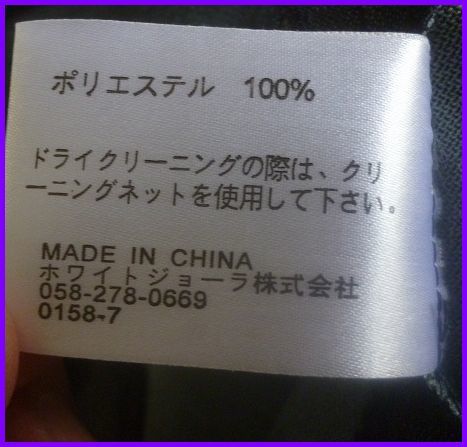 ポリエステル 100%
ドライクリーニングの際は、クリ
ーニングネットを使用して下さい。
MADE IN CHINA
ホワイトジョーラ株式会社
058-278-0669
0158-7